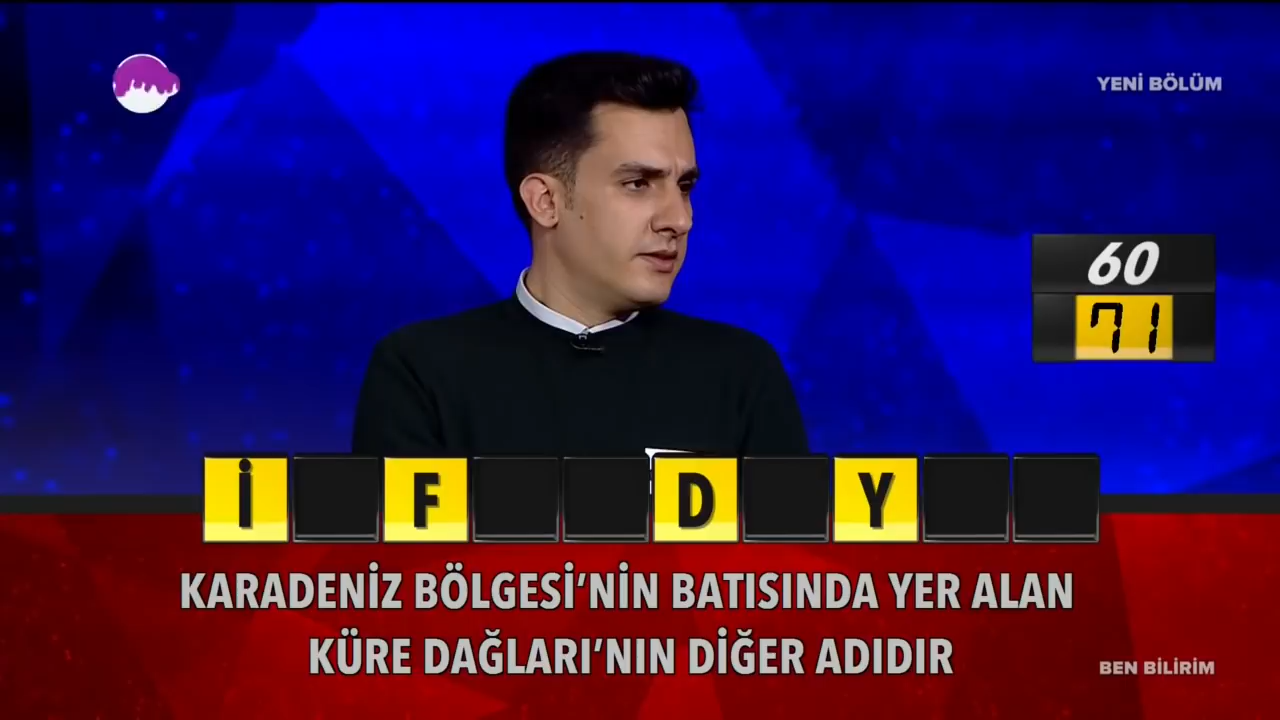 YENİ BÖLÜM
60
71
İ F D Y
KARADENİZ BÖLGESİ'NİN BATISINDA YER ALAN
KÜRE DAĞLARI'NIN DİĞER ADIDIR
BEN BİLİRİM